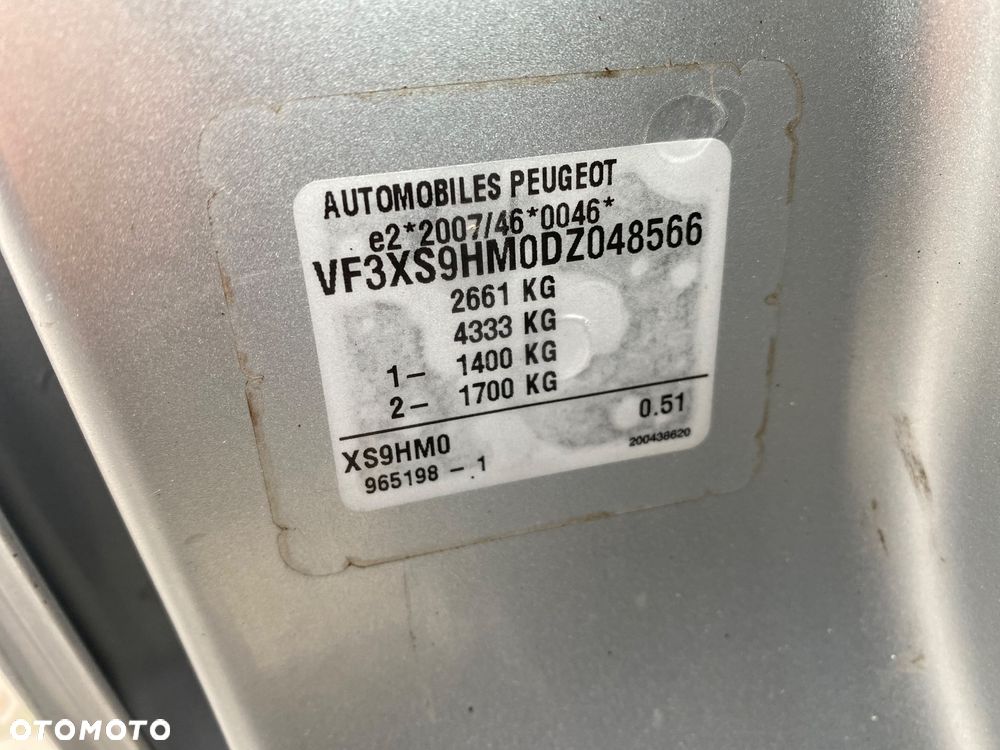 AUTOMOBILES PEUGEOT
e2*2007/46*0046*
VF3XS9HM0DZ048566
2661 KG
4333 KG
1- 1400 KG
2- 1700 KG
XS9HM0 0.51
965198 - 1 200438620
OTOMOTO